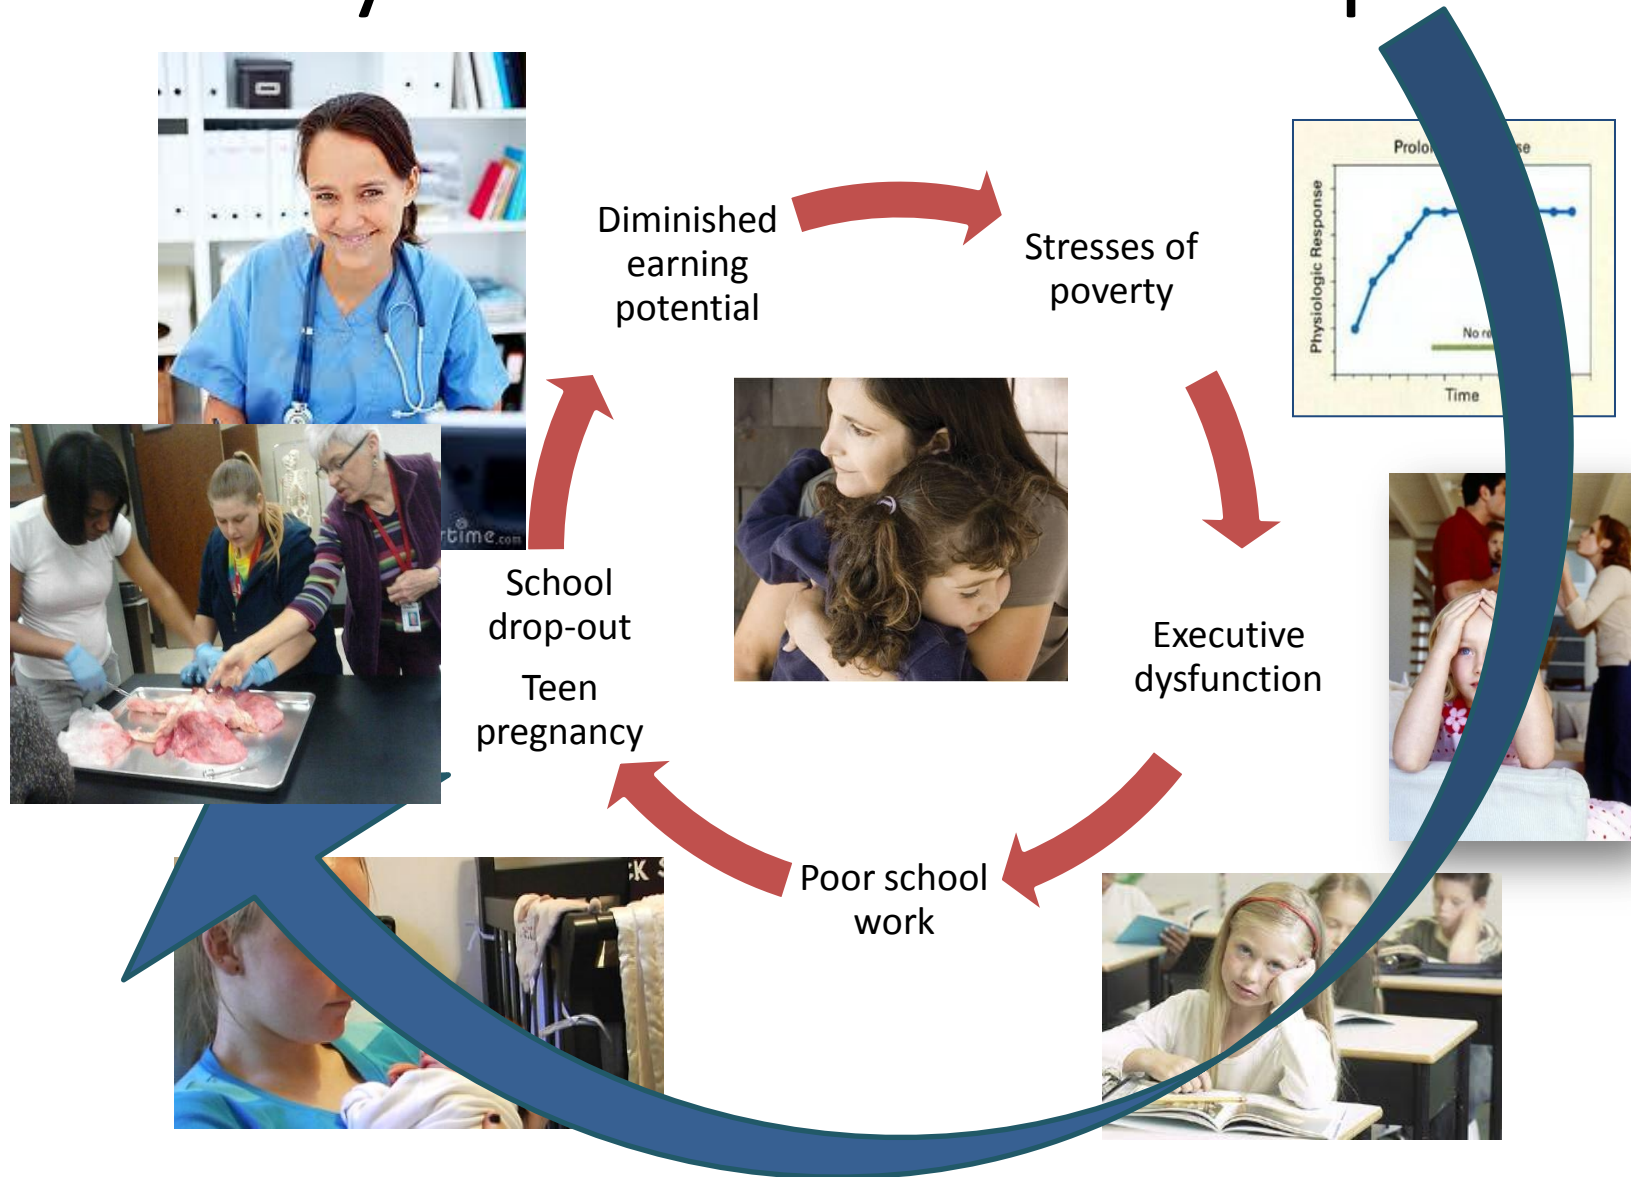 Diminished
earning
potential
Stresses of
poverty
Physiologic Response
Time
School
drop-out
Teen
pregnancy
Executive
dysfunction
Poor school
work